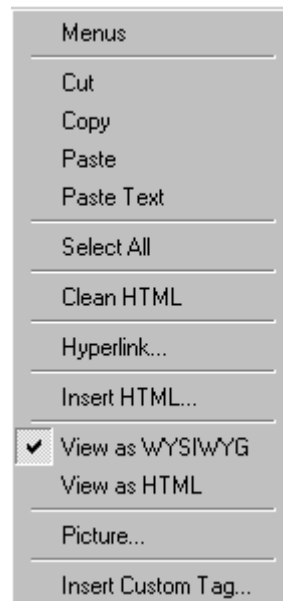 Menus
Cut
Copy
Paste
Paste Text
Select All
Clean HTML
Hyperlink...
Insert HTML...
View as WYSIWYG
View as HTML
Picture...
Insert Custom Tag...